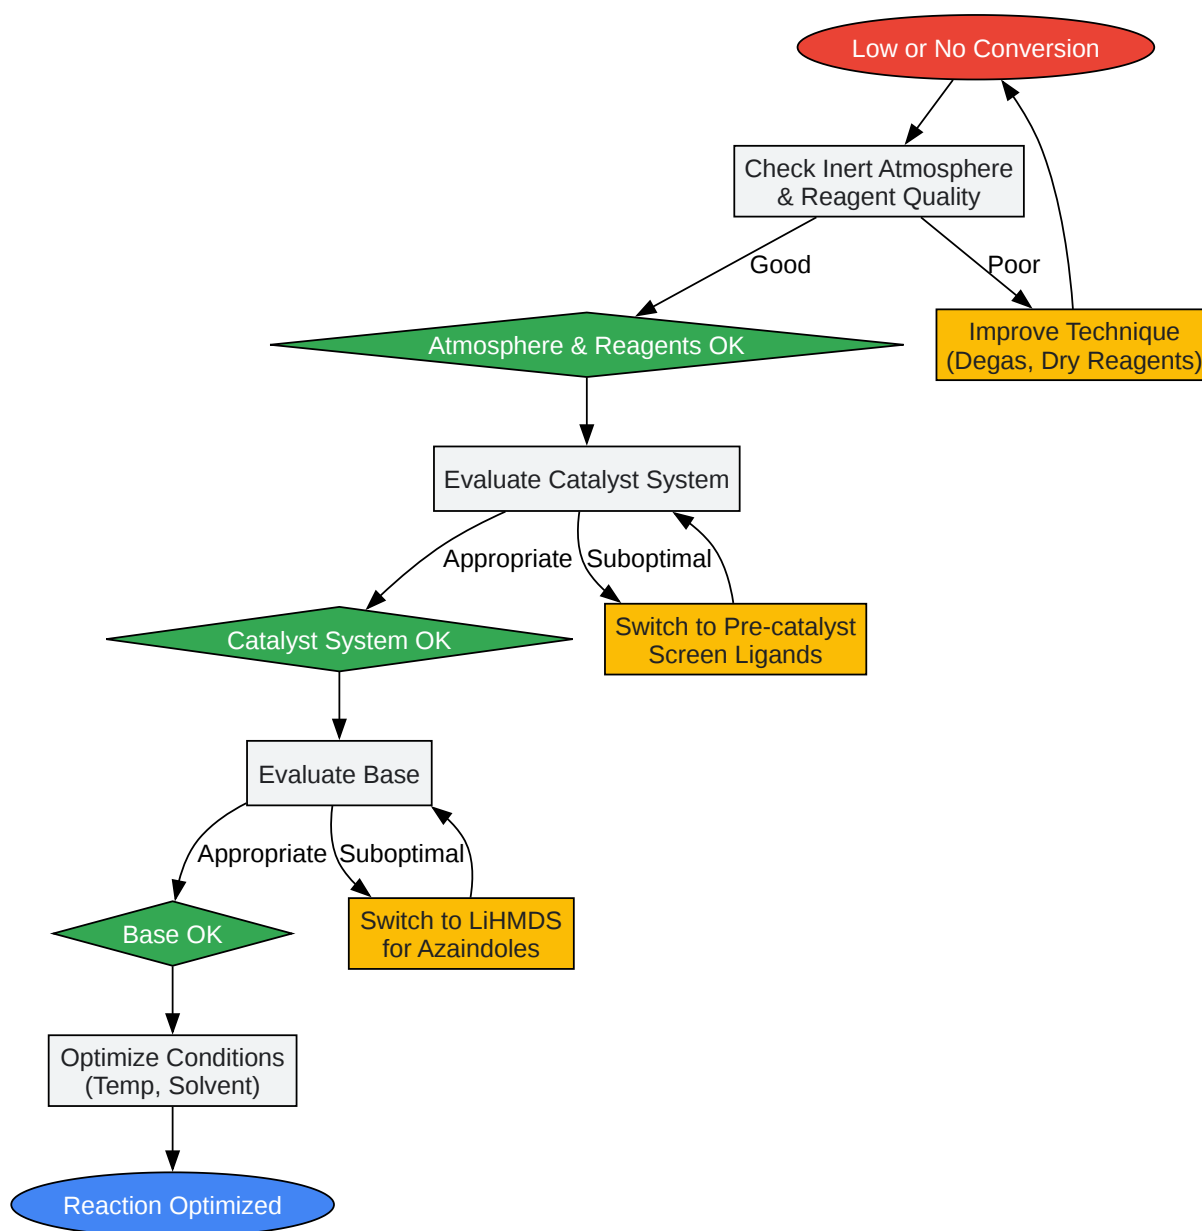 Low or No Conversion
Check Inert Atmosphere
& Reagent Quality
Good
Poor
Atmosphere & Reagents OK
Improve Technique
(Degas, Dry Reagents)
Evaluate Catalyst System
Appropriate
Suboptimal
Catalyst System OK
Switch to Pre-catalyst
Screen Ligands
Evaluate Base
Appropriate
Suboptimal
Base OK
Switch to LiHMDS
for Azaindoles
Optimize Conditions
(Temp, Solvent)
Reaction Optimized